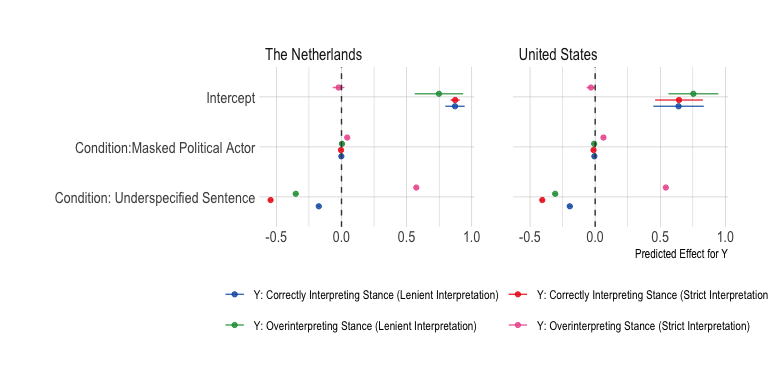 The Netherlands
United States
Intercept
Condition:Masked Political Actor
Condition: Underspecified Sentence
-0.5 0.0 0.5 1.0
-0.5 0.0 0.5 1.0
Predicted Effect for Y
Y: Correctly Interpreting Stance (Lenient Interpretation)
Y: Correctly Interpreting Stance (Strict Interpretation
Y: Overinterpreting Stance (Lenient Interpretation)
Y: Overinterpreting Stance (Strict Interpretation)